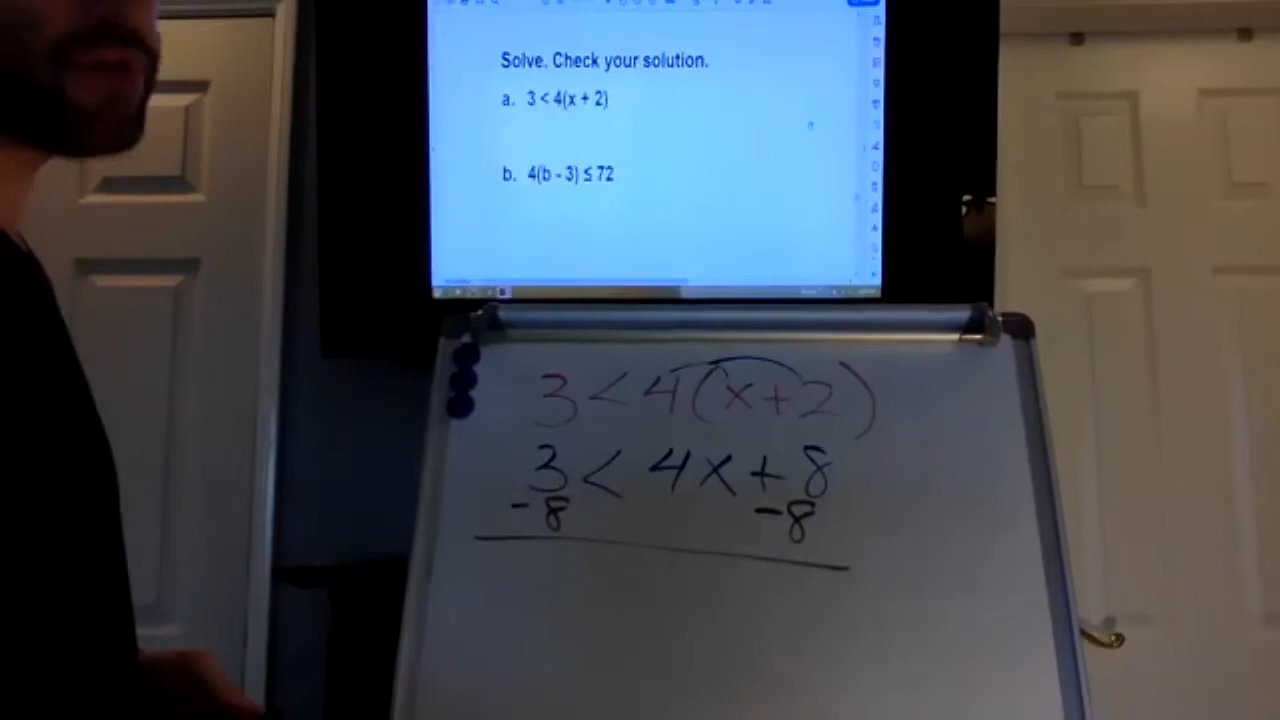 Solve. Check your solution.
a. 3 < 4(x + 2)
b. 4(b - 3) ≤ 72
3 < 4(x+2)
3 < 4x + 8
-8 -8